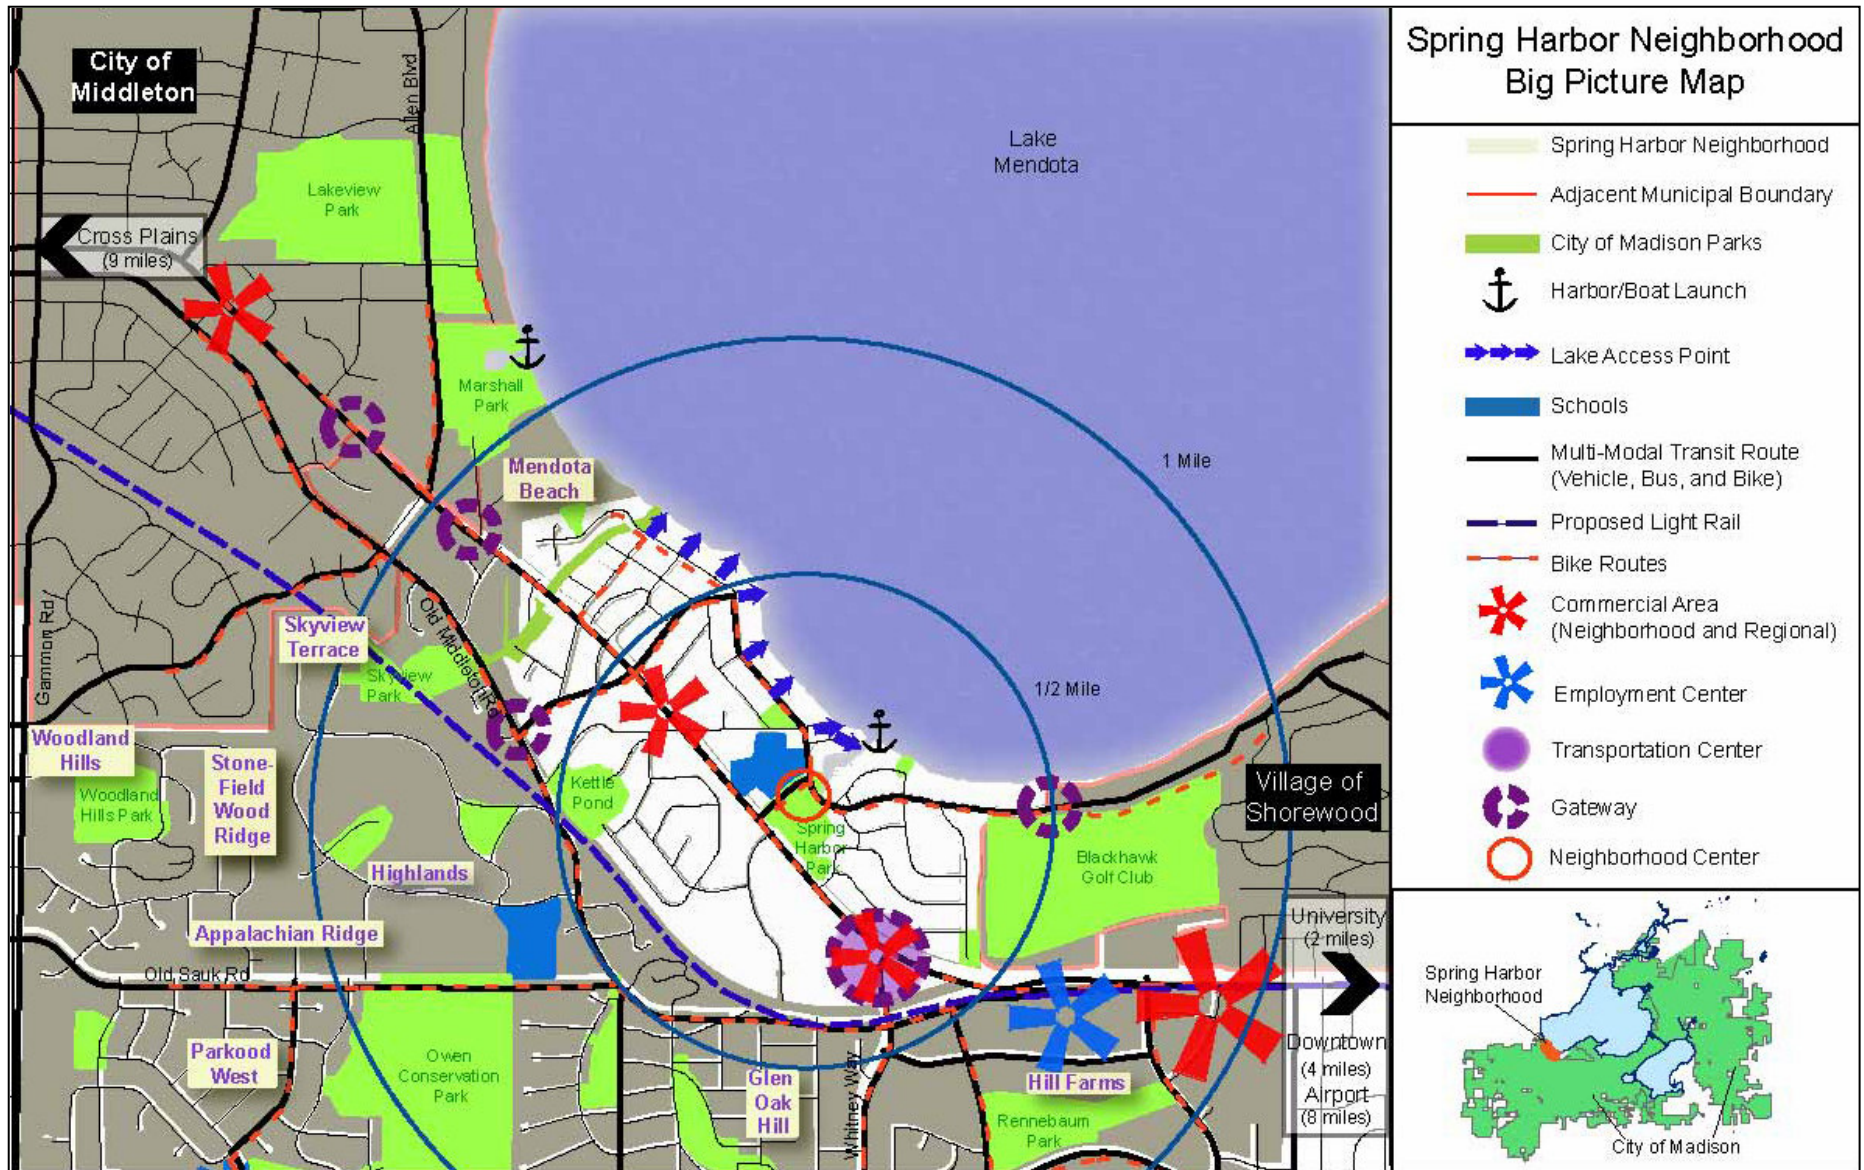 City of
Middleton
Allen Blvd
Lake
Mendota
Lakeview
Park
Cross Plains
(9 miles)
Marshall
Park
1 Mile
Mendota
Beach
Gammon Rd
Skyview
Terrace
Old Middleton Rd
Skyview
Park
1/2 Mile
Woodland
Hills
Stone-
Field
Wood
Ridge
Woodland
Hills Park
Kettle
Pond
Village of
Shorewood
Spring
Harbor
Park
Blackhawk
Golf Club
Highlands
Appalachian Ridge
University
(2 miles)
Old Sauk Rd
Parkood
West
Owen
Conservation
Park
Glen
Oak
Hill
Whitney Way
Hill Farms
Rennebaum
Park
Downtown
(4 miles)
Airport
(8 miles)
Spring Harbor Neighborhood
Big Picture Map
Spring Harbor Neighborhood
Adjacent Municipal Boundary
City of Madison Parks
Harbor/Boat Launch
Lake Access Point
Schools
Multi-Modal Transit Route
(Vehicle, Bus, and Bike)
Proposed Light Rail
Bike Routes
Commercial Area
(Neighborhood and Regional)
Employment Center
Transportation Center
Gateway
Neighborhood Center
Spring Harbor
Neighborhood
City of Madison